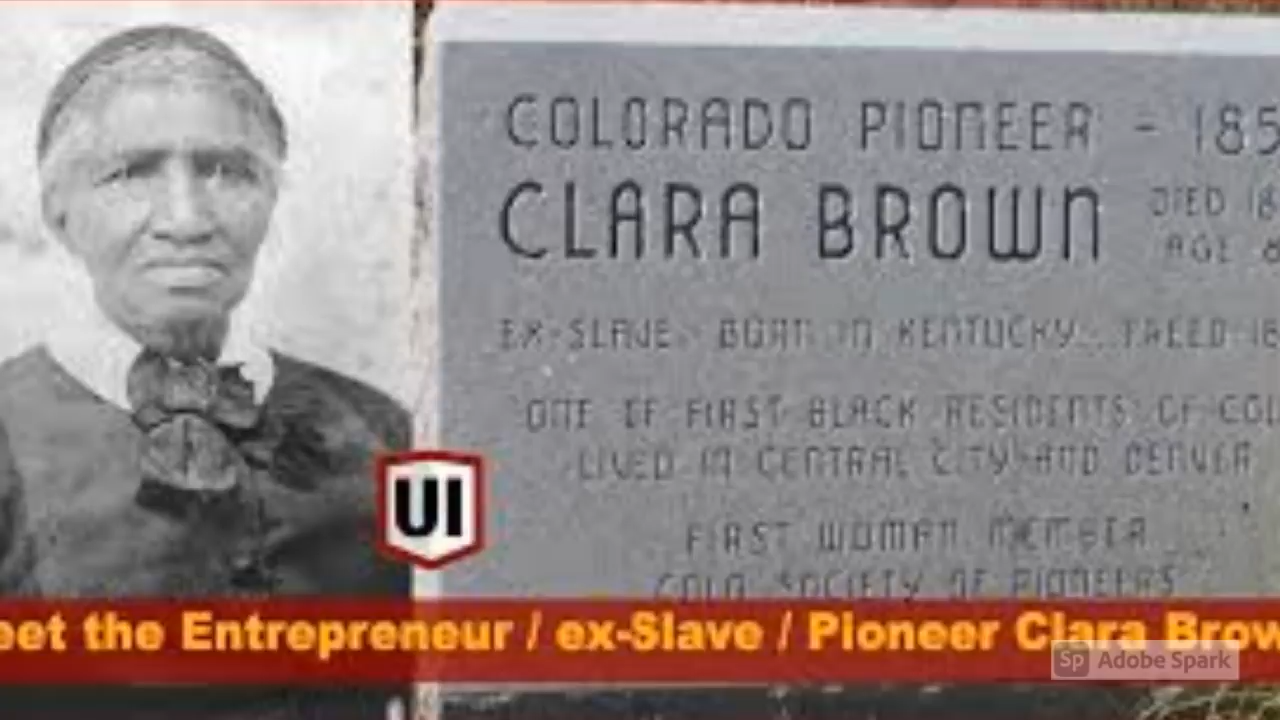 COLORADO PIONEER - 185
CLARA BROWN
DIED 18
AGE 8
EX-SLAVE BORN IN KENTUCKY FREED 18
ONE OF FIRST BLACK RESIDENTS OF COL
LIVED IN CENTRAL CITY AND DENVER
FIRST WOMAN MEMBER
COLO. SOCIETY OF PIONEERS
UI
eet the Entrepreneur / ex-Slave / Pioneer Clara Brow
Sp Adobe Spark